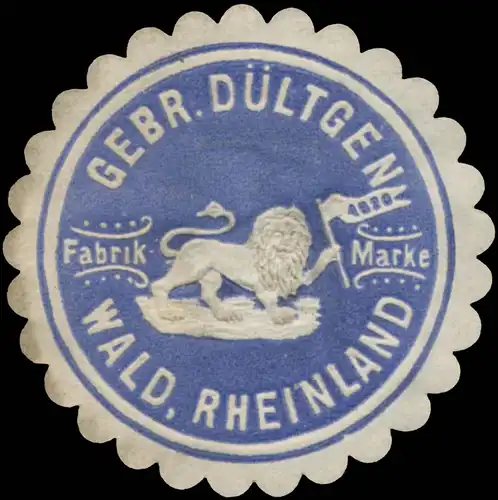 GEBR. DÜLTGEN
Fabrik Marke
WALD, RHEINLAND